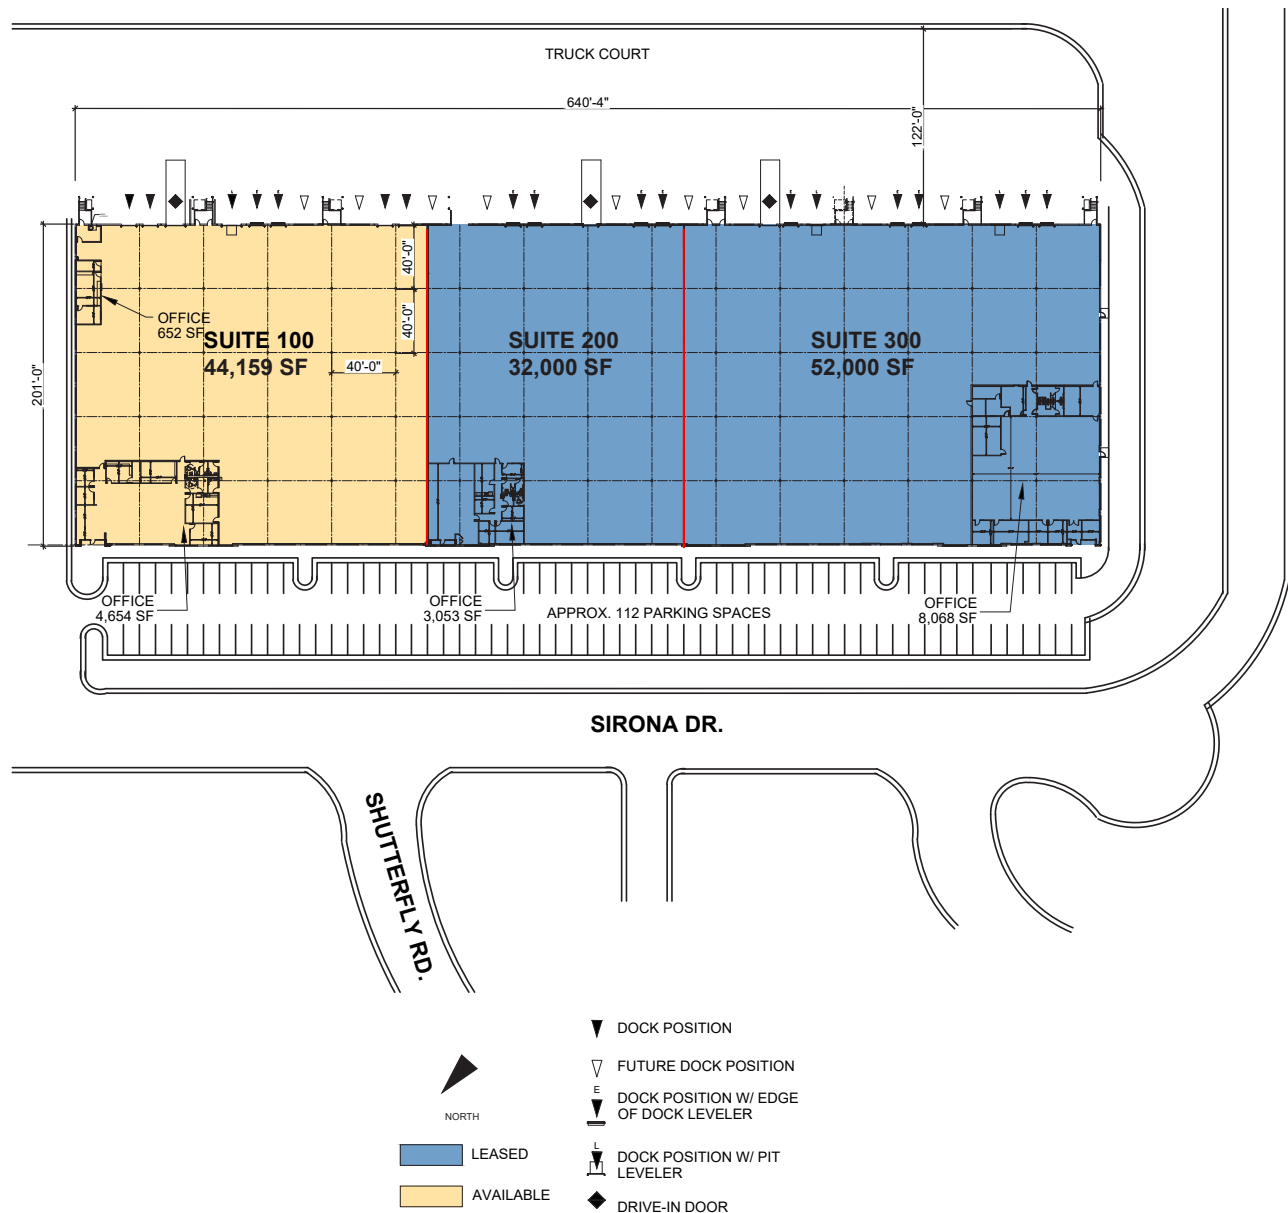 TRUCK COURT
640'-4"
122'-0"
201'-0"
40'-0"
40'-0"
40'-0"
OFFICE
652 SF
SUITE 100
44,159 SF
SUITE 200
32,000 SF
SUITE 300
52,000 SF
OFFICE
4,654 SF
OFFICE
3,053 SF
APPROX. 112 PARKING SPACES
OFFICE
8,068 SF
SIRONA DR.
SHUTTERFLY RD.
NORTH
LEASED
AVAILABLE
DOCK POSITION
FUTURE DOCK POSITION
E
DOCK POSITION W/ EDGE
OF DOCK LEVELER
L
DOCK POSITION W/ PIT
LEVELER
DRIVE-IN DOOR